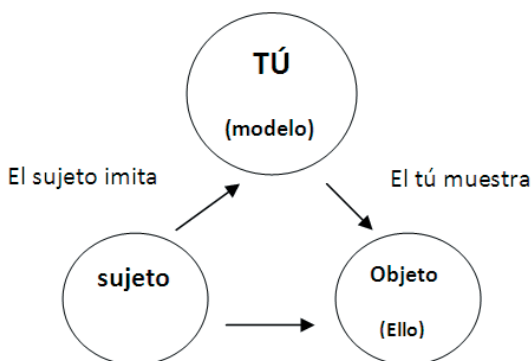 TÚ
(modelo)
El sujeto imita
El tú muestra
sujeto
Objeto
(Ello)